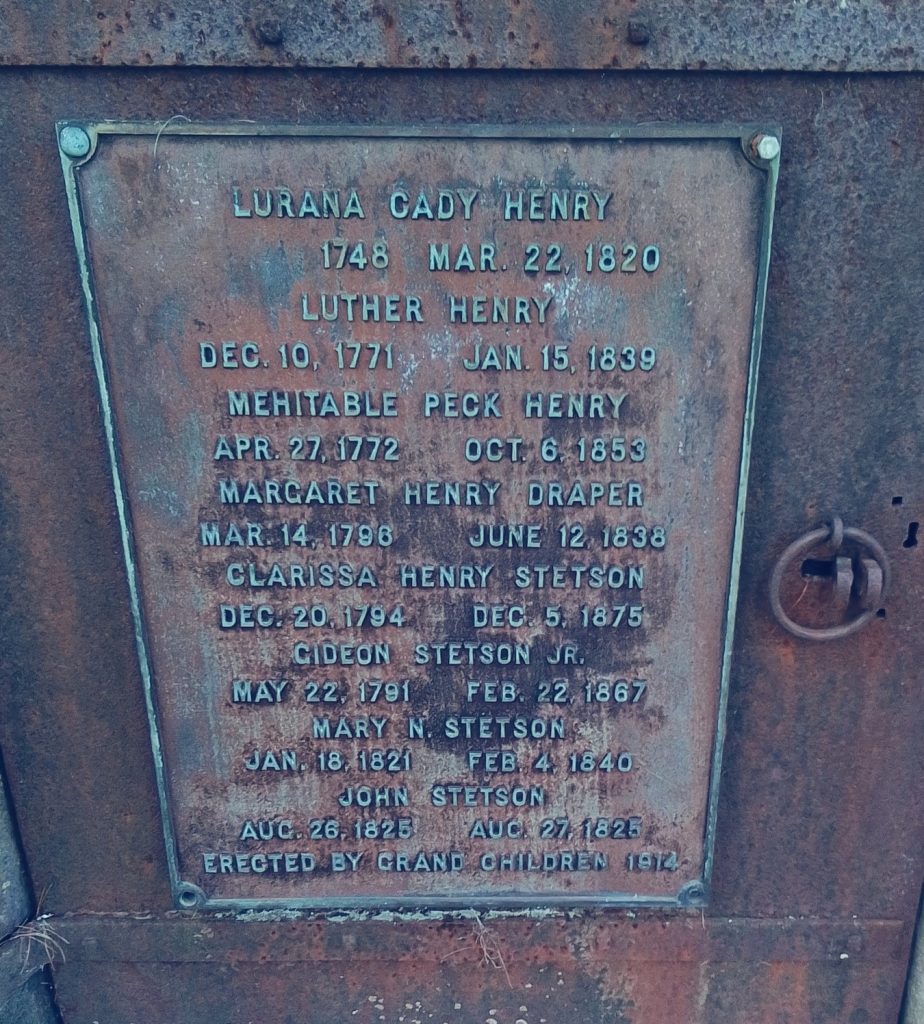 LURANA CADY HENRY
1748 MAR. 22, 1820
LUTHER HENRY
DEC. 10, 1771 JAN. 15, 1839
MEHITABLE PECK HENRY
APR. 27, 1772 OCT. 6, 1853
MARGARET HENRY DRAPER
MAR. 14, 1796 JUNE 12, 1838
CLARISSA HENRY STETSON
DEC. 20, 1794 DEC. 5, 1875
GIDEON STETSON JR.
MAY 22, 1791 FEB. 22, 1867
MARY N. STETSON
JAN. 18, 1821 FEB. 4, 1840
JOHN STETSON
AUG. 26, 1825 AUG. 27, 1825
ERECTED BY GRAND CHILDREN 1914